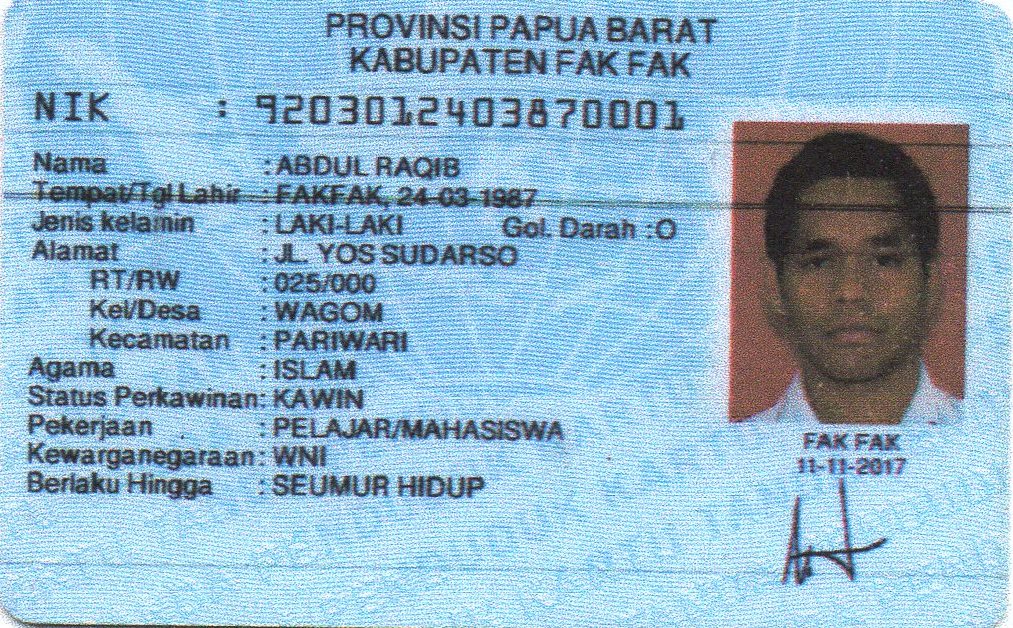 PROVINSI PAPUA BARAT
KABUPATEN FAK FAK
NIK : 9203012403870001
Nama : ABDUL RAQIB
Tempat/Tgl Lahir : FAKFAK, 24-03-1987
Jenis kelamin : LAKI-LAKI Gol. Darah :O
Alamat : JL. YOS SUDARSO
RT/RW : 025/000
Kel/Desa : WAGOM
Kecamatan : PARIWARI
Agama : ISLAM
Status Perkawinan: KAWIN
Pekerjaan : PELAJAR/MAHASISWA
Kewarganegaraan: WNI
Berlaku Hingga : SEUMUR HIDUP
FAK FAK
11-11-2017